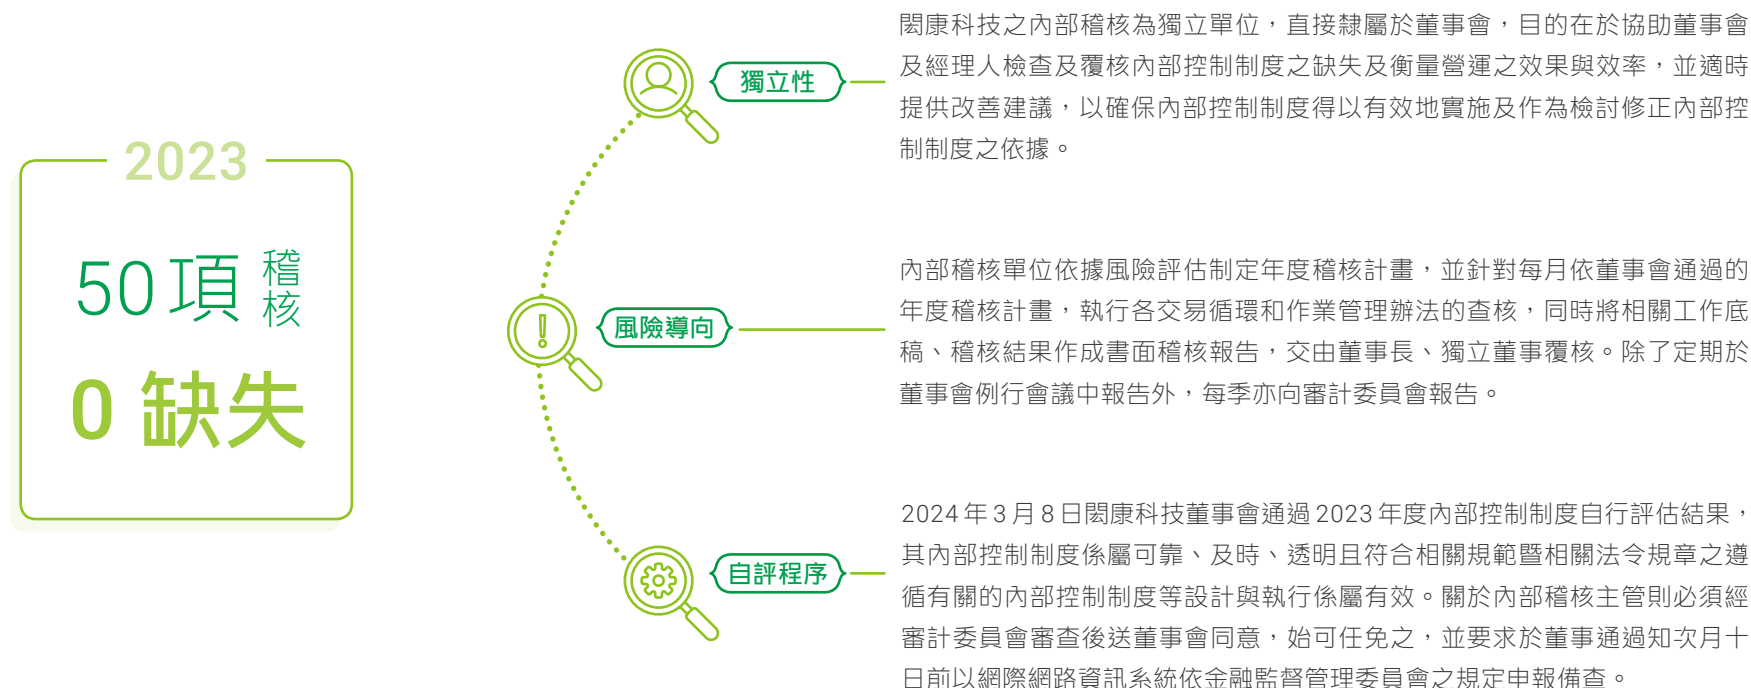 2023
50項 稽核
0 缺失
獨立性
閎康科技之內部稽核為獨立單位，直接隸屬於董事會，目的在於協助董事會
及經理人檢查及覆核內部控制制度之缺失及衡量營運之效果與效率，並適時
提供改善建議，以確保內部控制制度得以有效地實施及作為檢討修正內部控
制制度之依據。
風險導向
內部稽核單位依據風險評估制定年度稽核計畫，並針對每月依董事會通過的
年度稽核計畫，執行各交易循環和作業管理辦法的查核，同時將相關工作底
稿、稽核結果作成書面稽核報告，交由董事長、獨立董事覆核。除了定期於
董事會例行會議中報告外，每季亦向審計委員會報告。
自評程序
2024年3月8日閎康科技董事會通過2023年度內部控制制度自行評估結果，
其內部控制制度係屬可靠、及時、透明且符合相關規範暨相關法令規章之遵
循有關的內部控制制度等設計與執行係屬有效。關於內部稽核主管則必須經
審計委員會審查後送董事會同意，始可任免之，並要求於董事通過知次月十
日前以網際網路資訊系統依金融監督管理委員會之規定申報備查。